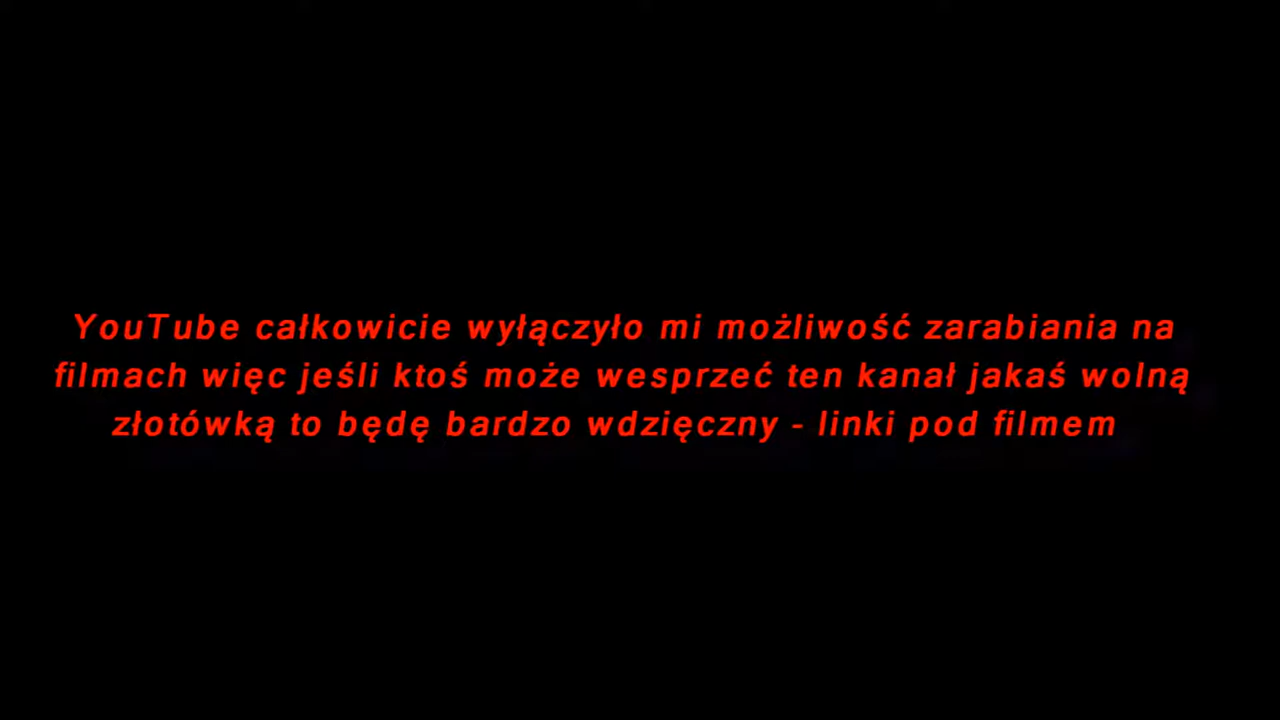 YouTube całkowicie wyłączyło mi możliwość zarabiania na
filmach więc jeśli ktoś może wesprzeć ten kanał jakaś wolną
złotówką to będę bardzo wdzięczny - linki pod filmem